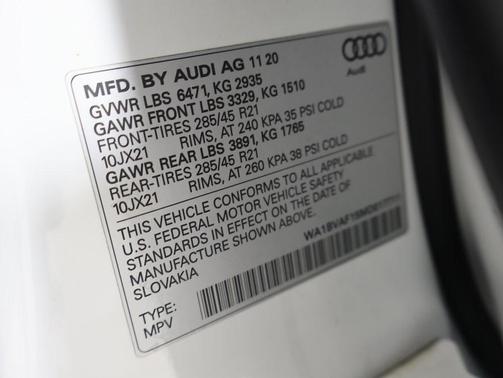 MFD. BY AUDI AG 11 20
GVWR LBS 6471, KG 2935
GAWR FRONT LBS 3329, KG 1510
FRONT-TIRES 285/45 R21
10JX21 RIMS, AT 240 KPA 35 PSI COLD
GAWR REAR LBS 3891, KG 1765
REAR-TIRES 285/45 R21
10JX21 RIMS, AT 260 KPA 38 PSI COLD
THIS VEHICLE CONFORMS TO ALL APPLICABLE
U.S. FEDERAL MOTOR VEHICLE SAFETY
STANDARDS IN EFFECT ON THE DATE OF
MANUFACTURE SHOWN ABOVE.
SLOVAKIA
TYPE:
MPV
Audi